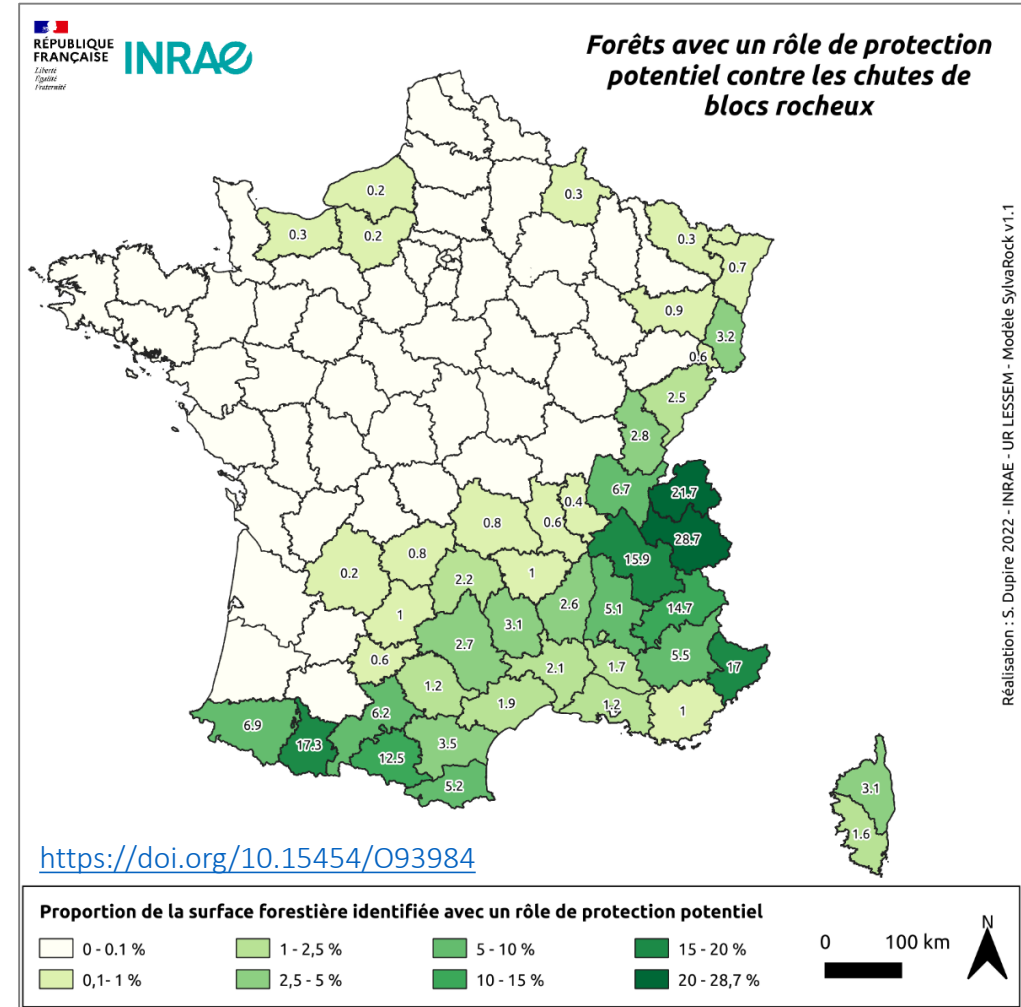 RÉPUBLIQUE
FRANÇAISE
Liberté
Égalité
Fraternité
INRAE
Forêts avec un rôle de protection
potentiel contre les chutes de
blocs rocheux
0.2
0.3
0.3
0.2
0.3
0.7
0.9
3.2
0.6
2.5
2.8
6.7
21.7
0.4
0.8
0.6
28.7
0.8
15.9
0.2
2.2
1
2.6
5.1
14.7
1
3.1
2.7
5.5
0.6
2.1
1.7
17
1.2
1.9
1.2
1
6.9
6.2
17.3
12.5
3.5
5.2
3.1
1.6
Réalisation : S. Dupire 2022 - INRAE - UR LESSEM - Modèle SylvaRock v1.1
https://doi.org/10.15454/O93984
Proportion de la surface forestière identifiée avec un rôle de protection potentiel
0 - 0.1 %
1 - 2,5 %
5 - 10 %
15 - 20 %
0,1- 1 %
2,5 - 5 %
10 - 15 %
20 - 28,7 %
0 100 km
N